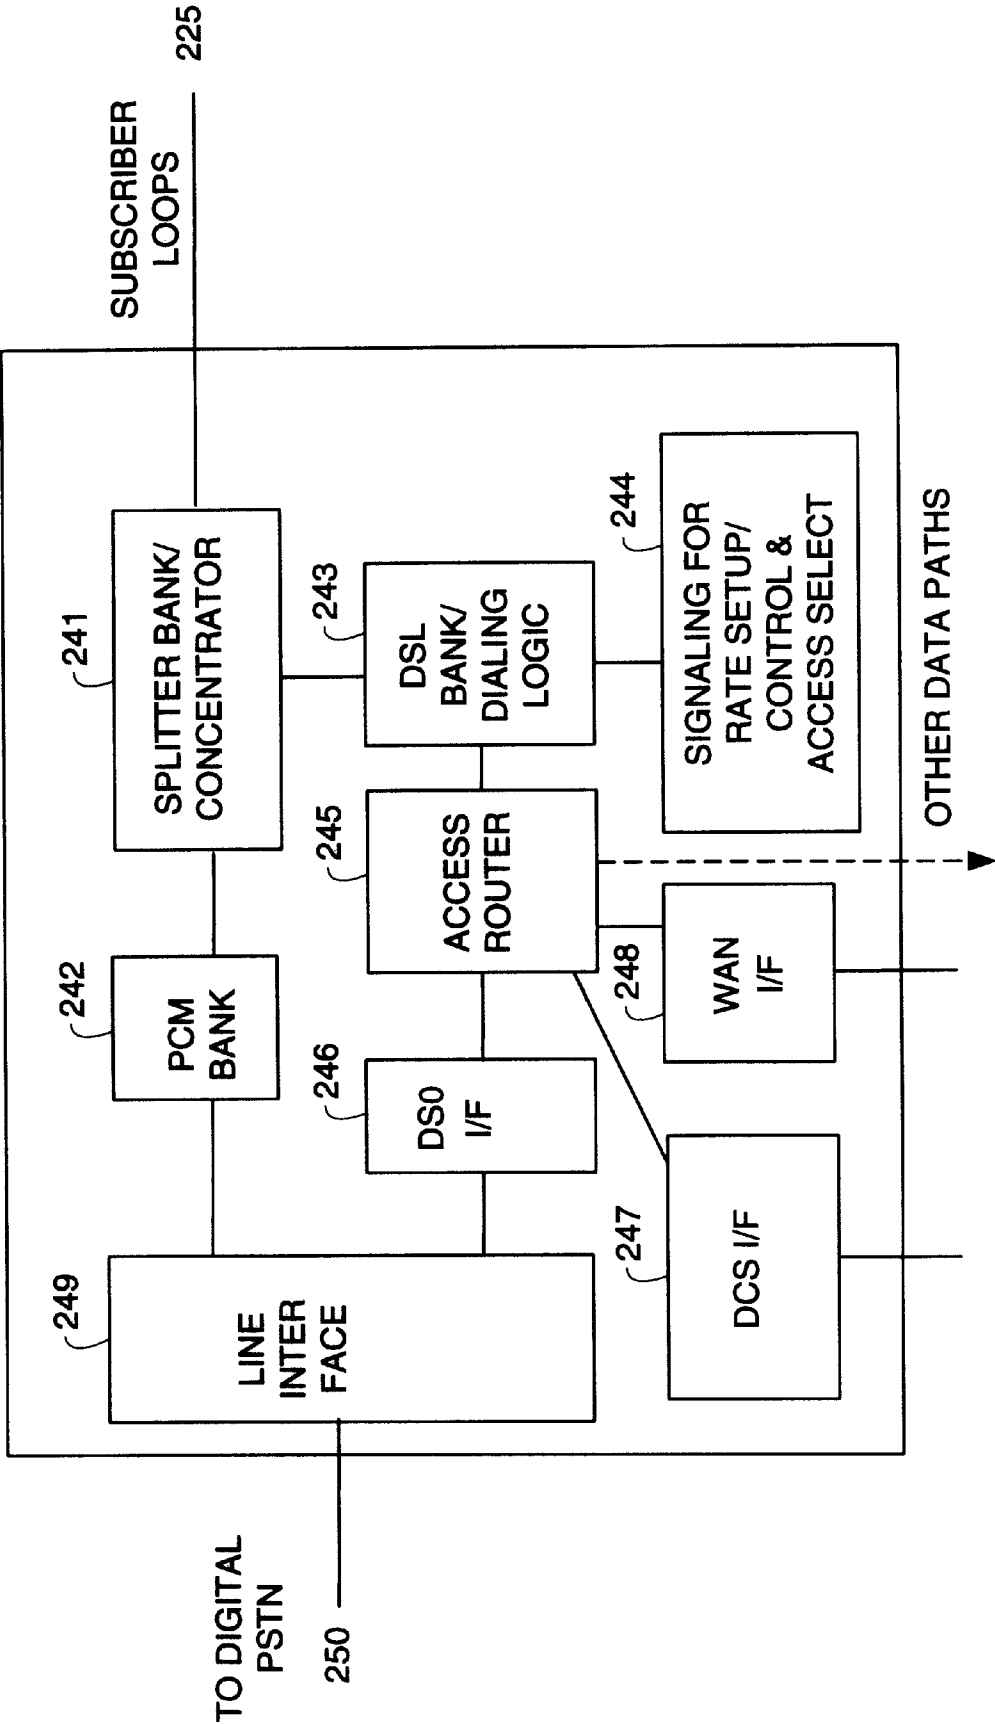 TO DIGITAL
PSTN
250
249
LINE
INTER
FACE
242
PCM
BANK
241
SPLITTER BANK/
CONCENTRATOR
SUBSCRIBER
LOOPS
225
246
DS0
I/F
245
ACCESS
ROUTER
243
DSL
BANK/
DIALING
LOGIC
247
DCS I/F
248
WAN
I/F
244
SIGNALING FOR
RATE SETUP/
CONTROL &
ACCESS SELECT
OTHER DATA PATHS